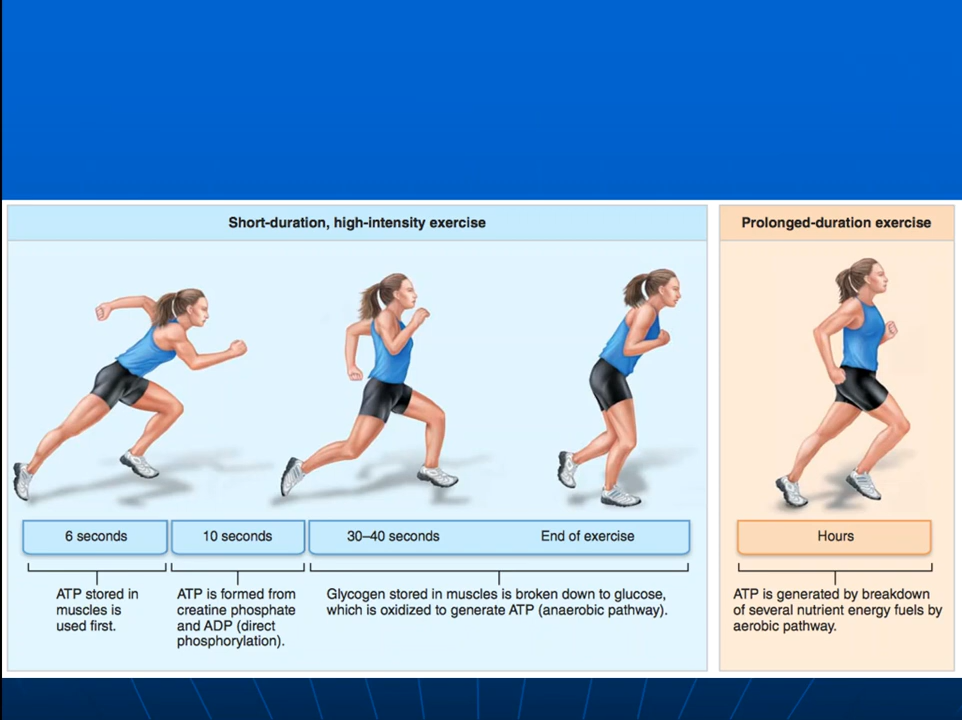 Short-duration, high-intensity exercise
Prolonged-duration exercise
6 seconds
10 seconds
30–40 seconds
End of exercise
Hours
ATP stored in
muscles is
used first.
ATP is formed from
creatine phosphate
and ADP (direct
phosphorylation).
Glycogen stored in muscles is broken down to glucose,
which is oxidized to generate ATP (anaerobic pathway).
ATP is generated by breakdown
of several nutrient energy fuels by
aerobic pathway.